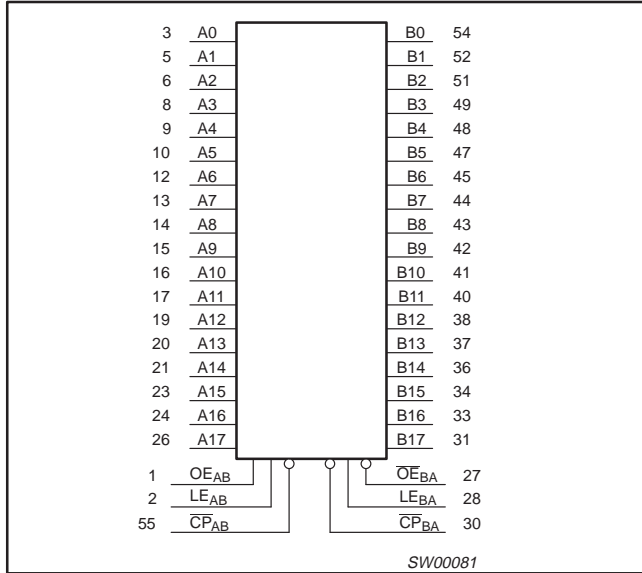 3 A0 B0 54
5 A1 B1 52
6 A2 B2 51
8 A3 B3 49
9 A4 B4 48
10 A5 B5 47
12 A6 B6 45
13 A7 B7 44
14 A8 B8 43
15 A9 B9 42
16 A10 B10 41
17 A11 B11 40
19 A12 B12 38
20 A13 B13 37
21 A14 B14 36
23 A15 B15 34
24 A16 B16 33
26 A17 B17 31
1 OEAB O̅E̅BA 27
2 LEAB LEBA 28
55 C̅P̅AB C̅P̅BA 30
SW00081